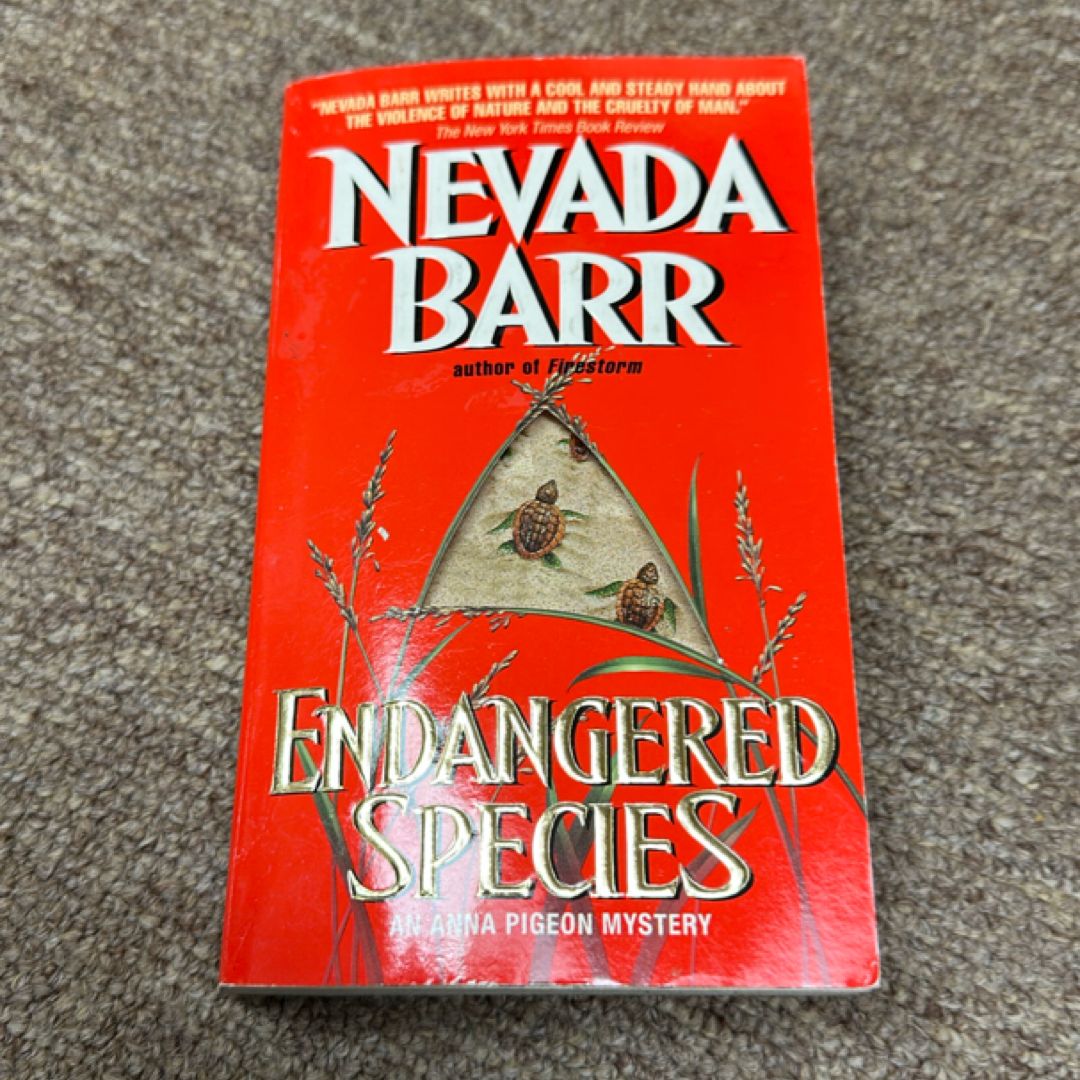 "NEVADA BARR WRITES WITH A COOL AND STEADY HAND ABOUT
THE VIOLENCE OF NATURE AND THE CRUELTY OF MAN."
The New York Times Book Review
NEVADA
BARR
author of Firestorm
ENDANGERED
SPECIES
AN ANNA PIGEON MYSTERY